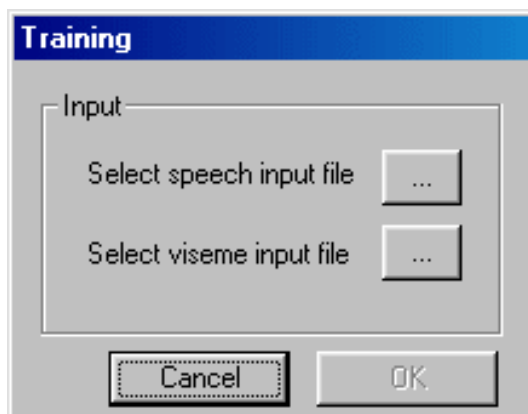 Training
Input
Select speech input file ...
Select viseme input file ...
Cancel OK